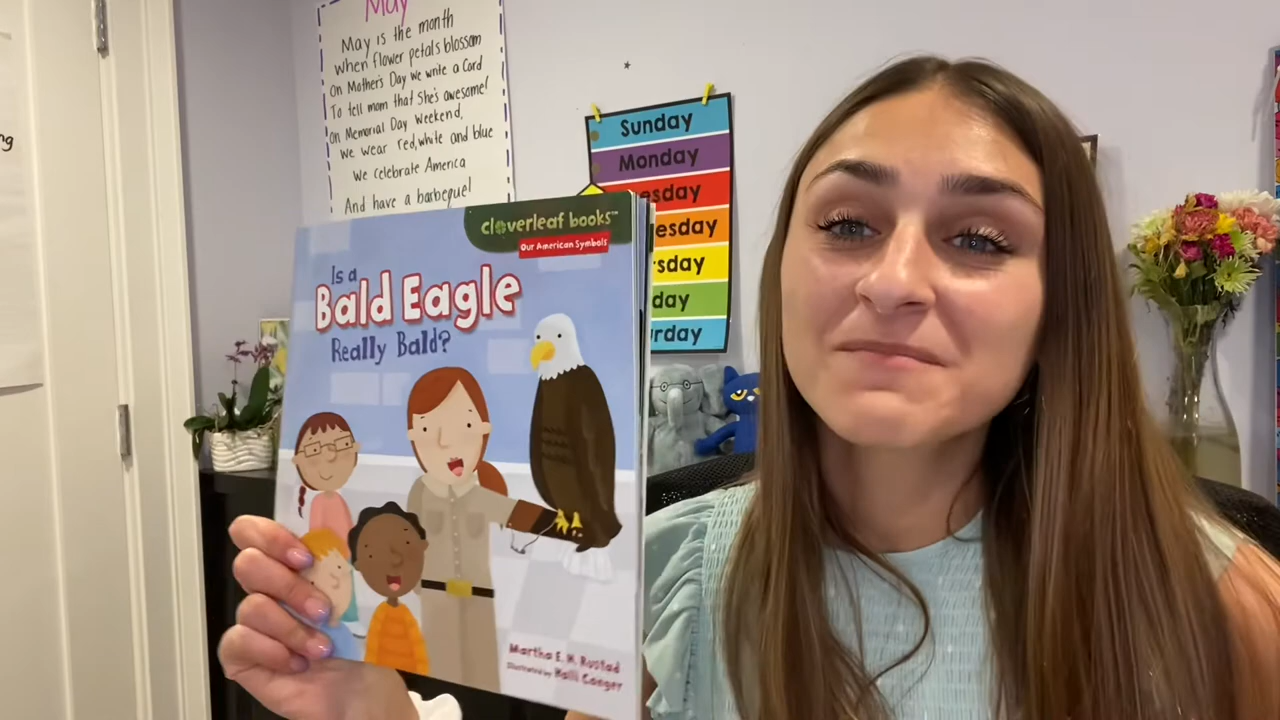 May
May is the month
When flower petals blossom
On Mother's Day we write a Card
To tell mom that she's awesome!
On Memorial Day Weekend,
We wear red, white and blue
We celebrate America
And have a barbeque!
Sunday
Monday
esday
esday
rsday
day
rday
cloverleaf books™
Our American Symbols
Is a
Bald Eagle
Really Bald?
Martha E. H. Rustad
Illustrated by Holli Conger